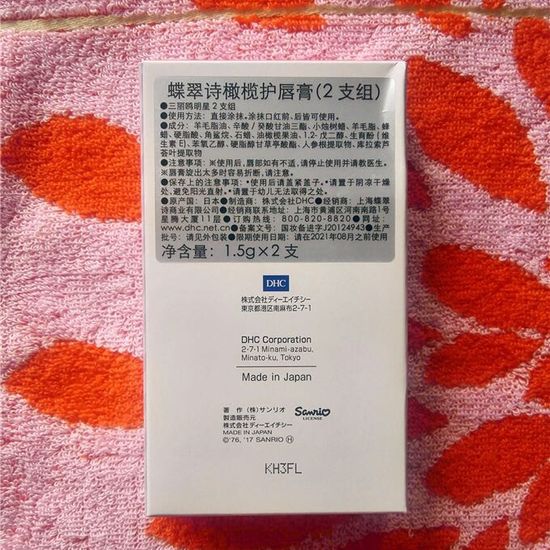 蝶翠诗橄榄护唇膏(2支组)
●三丽鸥明星2支组
●使用方法：直接涂抹。涂抹口红前、后皆可使用。
●成分：羊毛脂油、辛酸/癸酸甘油三酯、小烛树蜡、羊毛脂、蜂
蜡、硬脂酸、角鲨烷、石蜡、油橄榄果油、1,2-戊二醇、生育酚(维
生素E)、苯氧乙醇、硬脂醇甘草亭酸酯、人参根提取物、库拉索芦
荟叶提取物
●注意事项：※使用后,唇部如有不适,请停止使用并请教医生。
※唇膏旋出太多时容易折断,请注意。
●保存上的注意事项：•使用后请盖紧盖子。•请置于阴凉干燥
处,避免阳光直射。•请置于幼儿无法取得之处。
●原产国：日本●制造商：株式会社DHC●经销商：上海蝶翠
诗商业有限公司●经销商联系地址：上海市黄浦区河南南路1号
星腾大厦11层●订购热线：800-820-8820●网址：
www.dhc.net.cn●备案文号：国妆备进字J20124943●生产
批号：请见外包装●限期使用日期：请在2021年08月之前使用
净含量：1.5g×2支
DHC
株式会社ディーエイチシー
東京都港区南麻布2-7-1
DHC Corporation
2-7-1 Minami-azabu,
Minato-ku, Tokyo
Made in Japan
著作 (株)サンリオ
製造販売元
株式会社ディーエイチシー
MADE IN JAPAN
©'76, '17 SANRIO Ⓗ
Sanrio
LICENSE
KH3FL